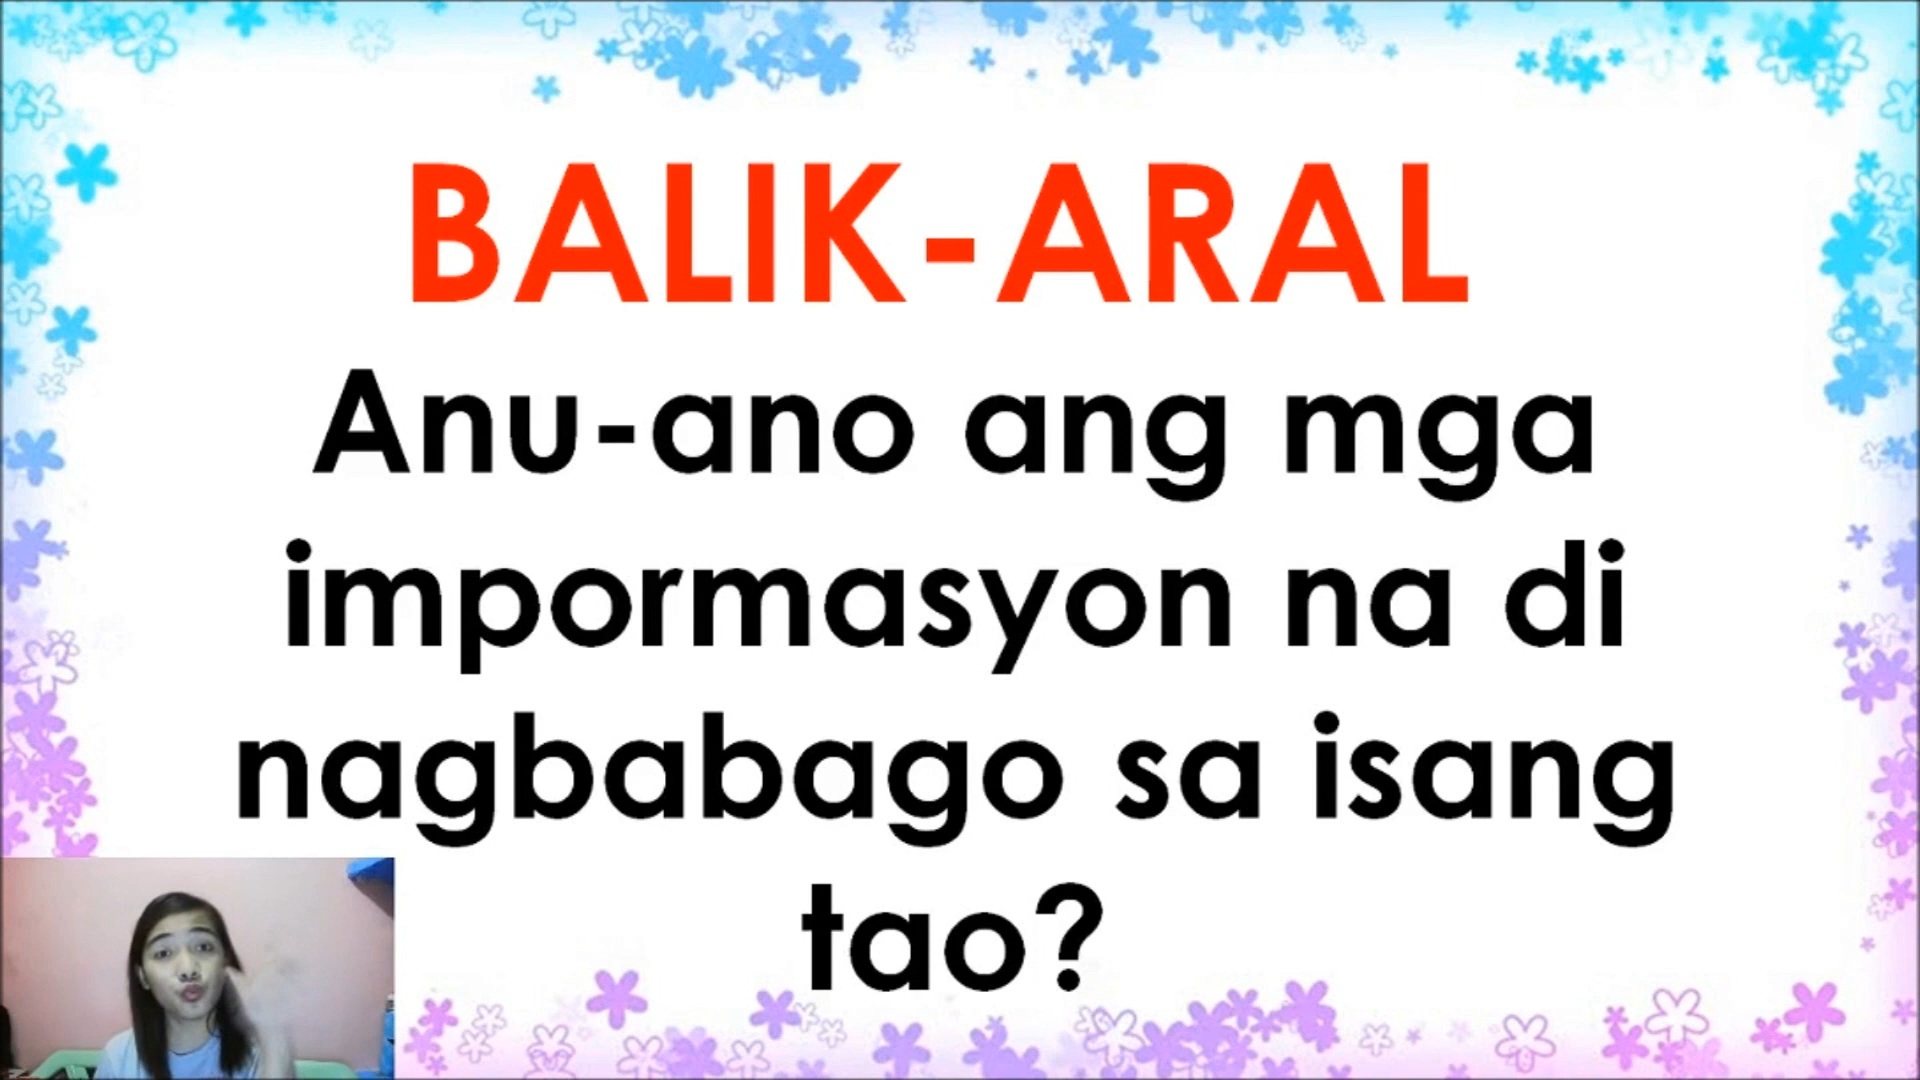 BALIK-ARAL
Anu-ano ang mga
impormasyon na di
nagbabago sa isang
tao?